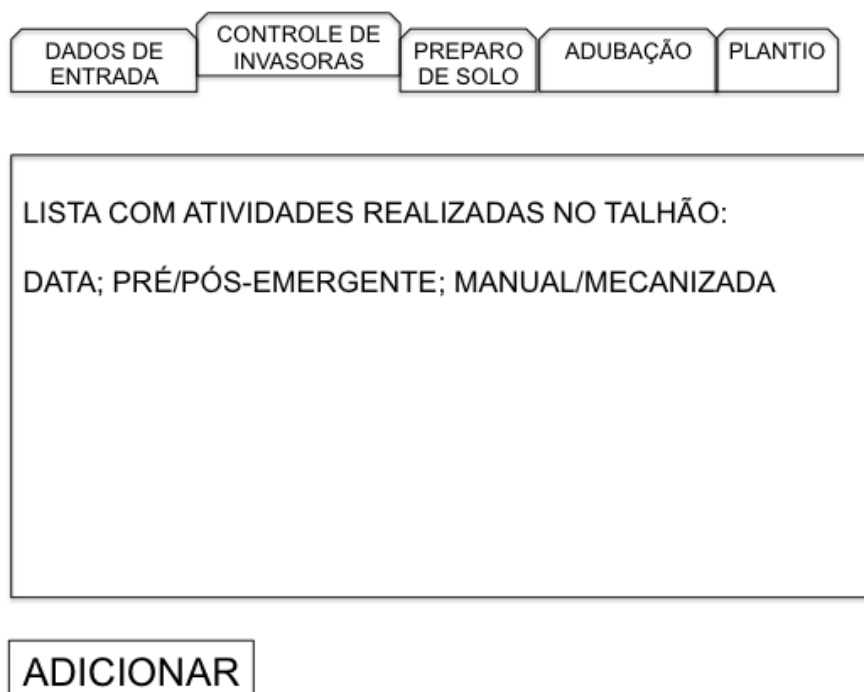 DADOS DE
ENTRADA
CONTROLE DE
INVASORAS
PREPARO
DE SOLO
ADUBAÇÃO
PLANTIO
LISTA COM ATIVIDADES REALIZADAS NO TALHÃO:
DATA; PRÉ/PÓS-EMERGENTE; MANUAL/MECANIZADA
ADICIONAR